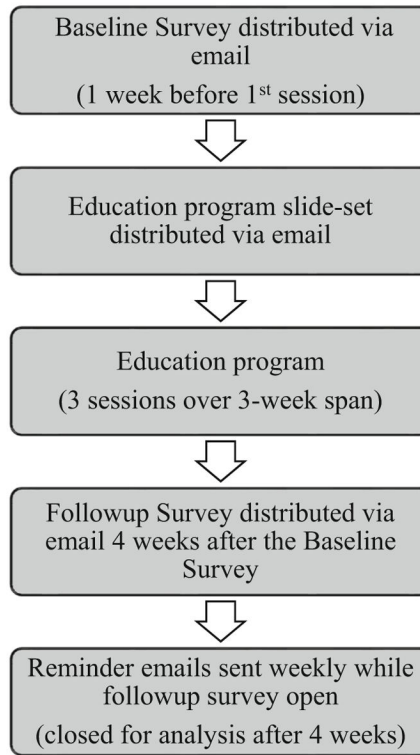 Baseline Survey distributed via
email
(1 week before 1st session)
Education program slide-set
distributed via email
Education program
(3 sessions over 3-week span)
Followup Survey distributed via
email 4 weeks after the Baseline
Survey
Reminder emails sent weekly while
followup survey open
(closed for analysis after 4 weeks)